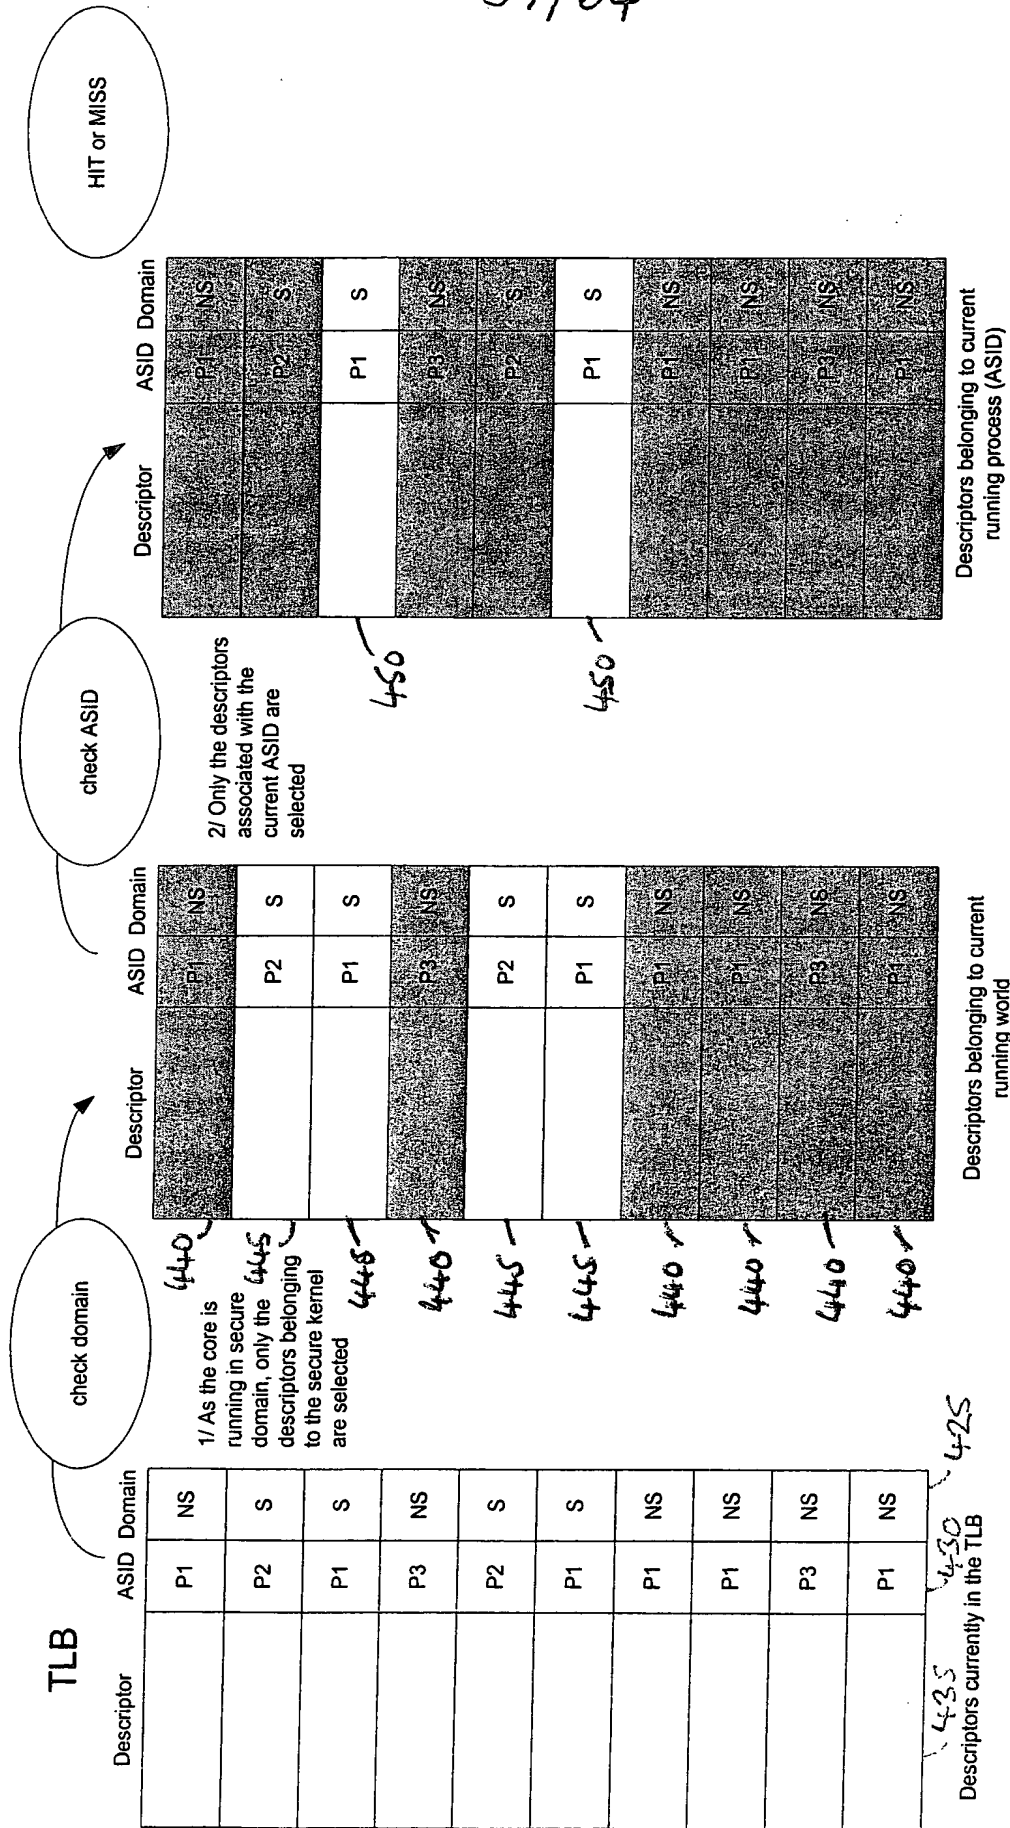 TLB
Descriptor ASID Domain
P1 NS
P2 S
P1 S
P3 NS
P2 S
P1 S
P1 NS
P1 NS
P3 NS
P1 NS
435 430 425
Descriptors currently in the TLB
check domain
1/ As the core is
running in secure
domain, only the
descriptors belonging
to the secure kernel
are selected
Descriptor ASID Domain
440 P1 NS
445 P2 S
445 P1 S
440 P3 NS
445 P2 S
445 P1 S
440 P1 NS
440 P1 NS
440 P3 NS
440 P1 NS
Descriptors belonging to current
running world
check ASID
2/ Only the descriptors
associated with the
current ASID are
selected
Descriptor ASID Domain
P1 NS
P2 S
450 P1 S
P3 NS
P2 S
450 P1 S
P1 NS
P1 NS
P3 NS
P1 NS
Descriptors belonging to current
running process (ASID)
HIT or MISS